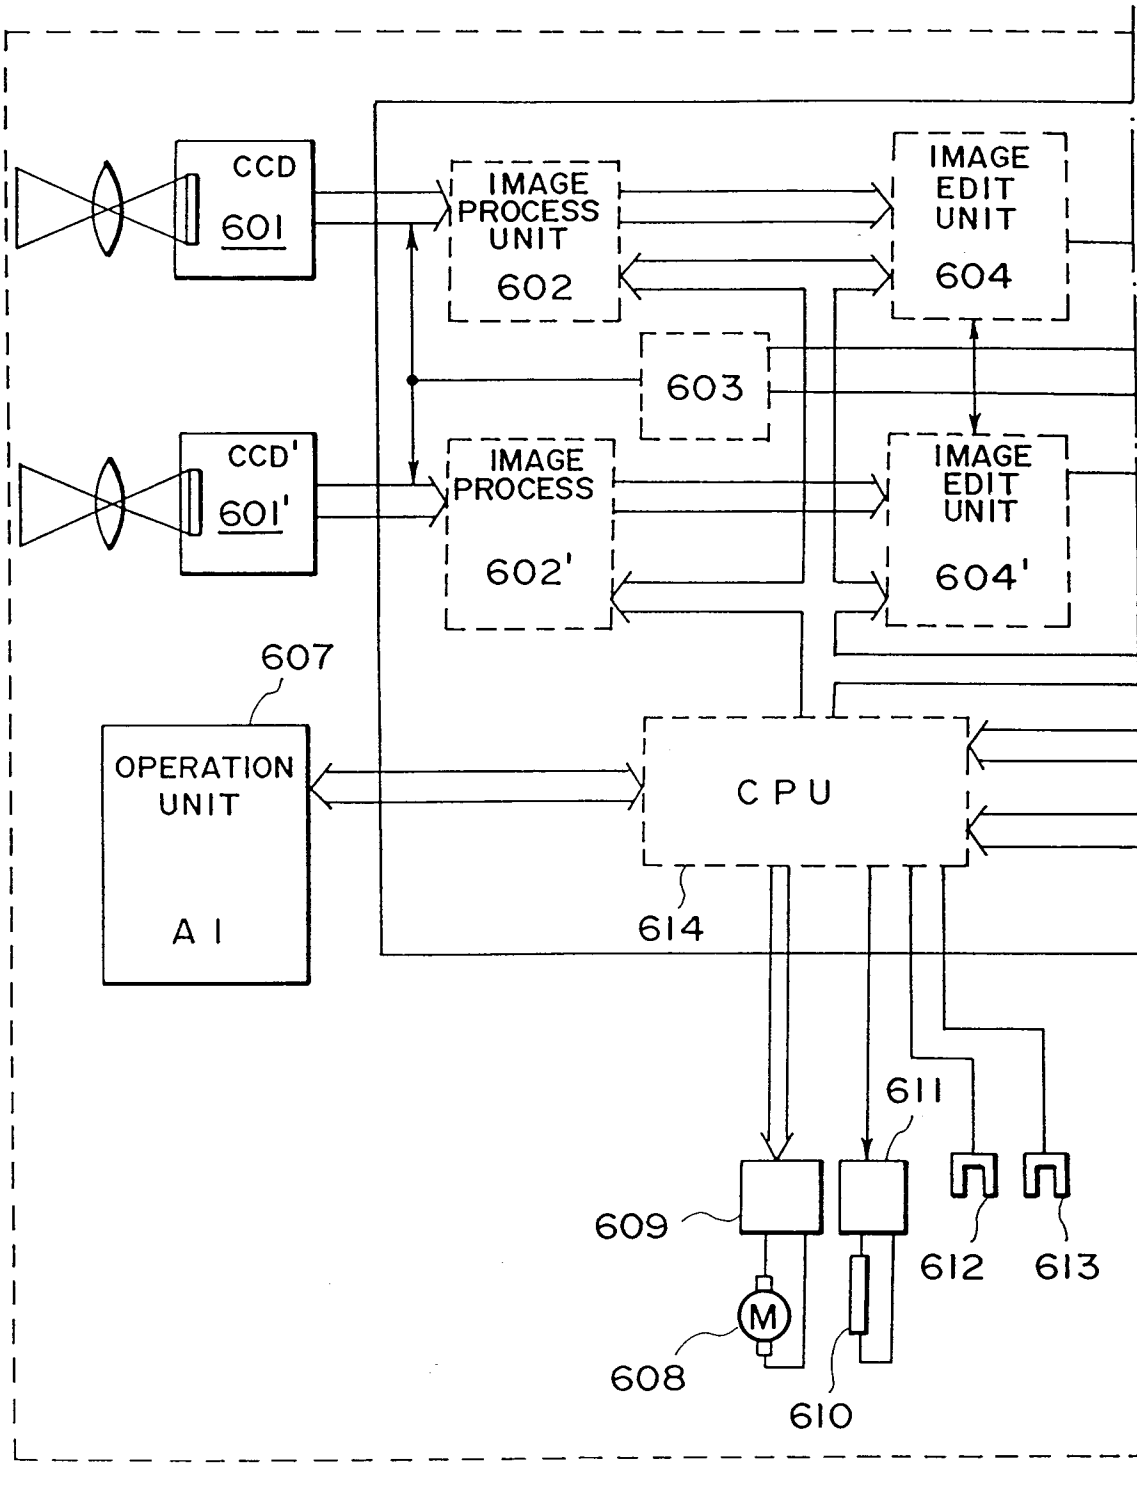 CCD
601
IMAGE
PROCESS
UNIT
602
IMAGE
EDIT
UNIT
604
603
CCD'
601'
IMAGE
PROCESS
602'
IMAGE
EDIT
UNIT
604'
607
OPERATION
UNIT
A 1
CPU
614
611
609
612
613
M
608
610